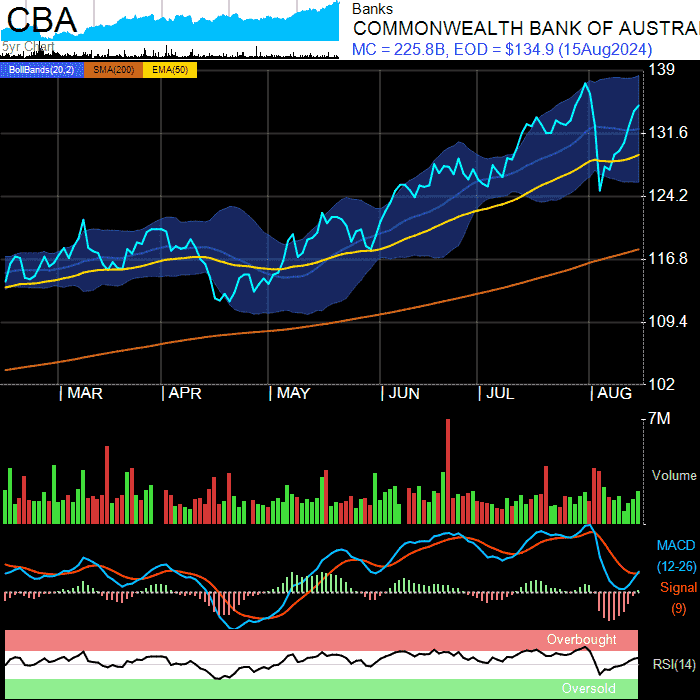 CBA
5yr Chart
Banks
COMMONWEALTH BANK OF AUSTRA
MC = 225.8B, EOD = $134.9 (15Aug2024)
BollBands(20,2) SMA(200) EMA(50)
139
131.6
124.2
116.8
109.4
102
MAR APR MAY JUN JUL AUG
7M
Volume
MACD
(12-26)
Signal
(9)
Overbought
RSI(14)
Oversold